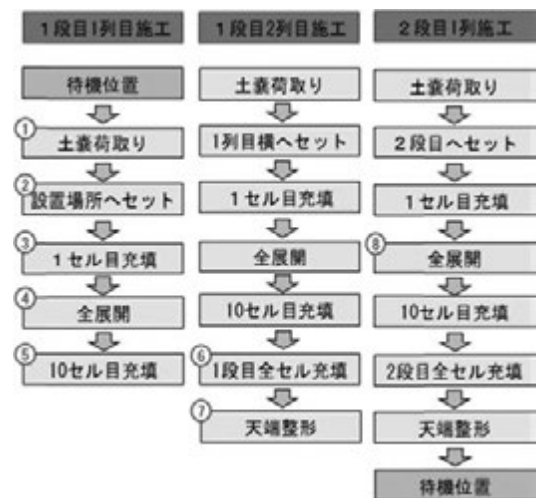 1段目1列目施工
待機位置
①
土嚢荷取り
②
設置場所へセット
③
1セル目充填
④
全展開
⑤
10セル目充填
1段目2列目施工
土嚢荷取り
1列目横へセット
1セル目充填
全展開
10セル目充填
⑥
1段目全セル充填
⑦
天端整形
2段目1列施工
土嚢荷取り
2段目へセット
1セル目充填
⑧
全展開
10セル目充填
2段目全セル充填
天端整形
待機位置